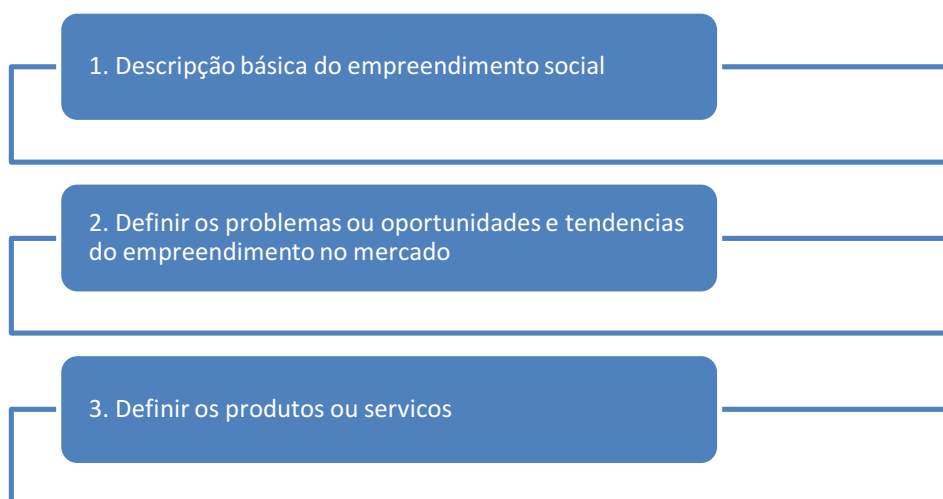 1. Descripção básica do empreendimento social
2. Definir os problemas ou oportunidades e tendencias
do empreendimento no mercado
3. Definir os produtos ou servicos